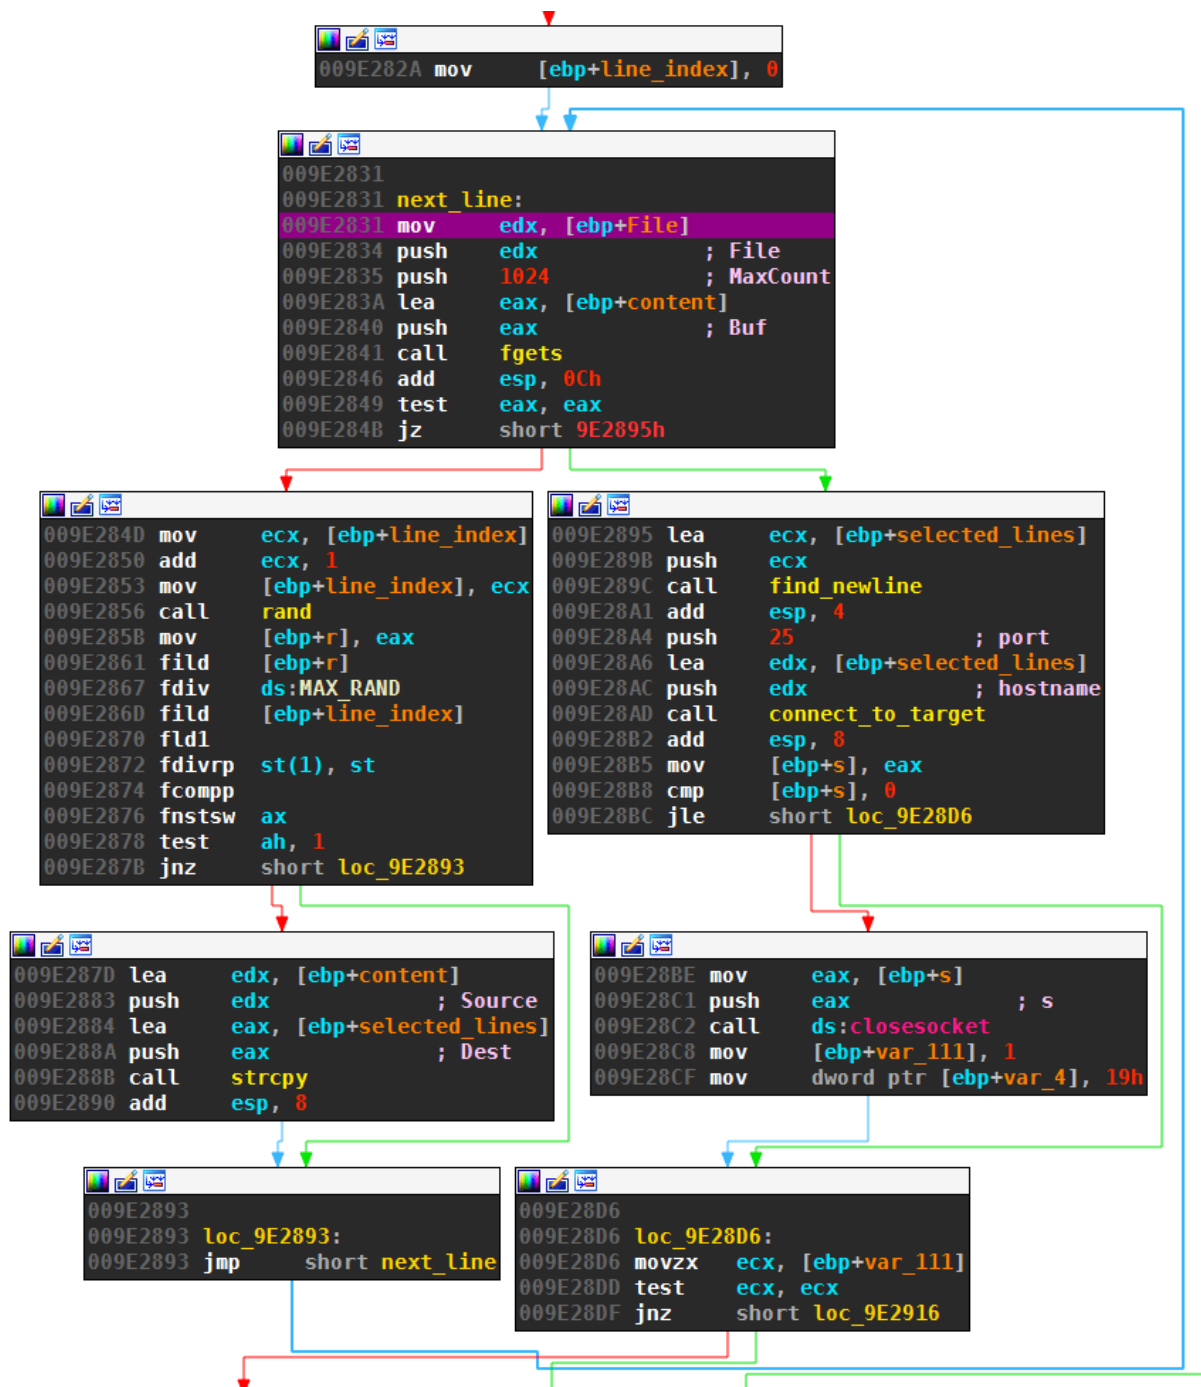 009E282A mov [ebp+line_index], 0
009E2831
009E2831 next_line:
009E2831 mov edx, [ebp+File]
009E2834 push edx ; File
009E2835 push 1024 ; MaxCount
009E283A lea eax, [ebp+content]
009E2840 push eax ; Buf
009E2841 call fgets
009E2846 add esp, 0Ch
009E2849 test eax, eax
009E284B jz short 9E2895h
009E284D mov ecx, [ebp+line_index]
009E2850 add ecx, 1
009E2853 mov [ebp+line_index], ecx
009E2856 call rand
009E285B mov [ebp+r], eax
009E2861 fild [ebp+r]
009E2867 fdiv ds:MAX_RAND
009E286D fild [ebp+line_index]
009E2870 fld1
009E2872 fdivrp st(1), st
009E2874 fcompp
009E2876 fnstsw ax
009E2878 test ah, 1
009E287B jnz short loc_9E2893
009E2895 lea ecx, [ebp+selected_lines]
009E289B push ecx
009E289C call find_newline
009E28A1 add esp, 4
009E28A4 push 25 ; port
009E28A6 lea edx, [ebp+selected_lines]
009E28AC push edx ; hostname
009E28AD call connect_to_target
009E28B2 add esp, 8
009E28B5 mov [ebp+s], eax
009E28B8 cmp [ebp+s], 0
009E28BC jle short loc_9E28D6
009E287D lea edx, [ebp+content]
009E2883 push edx ; Source
009E2884 lea eax, [ebp+selected_lines]
009E288A push eax ; Dest
009E288B call strcpy
009E2890 add esp, 8
009E28BE mov eax, [ebp+s]
009E28C1 push eax ; s
009E28C2 call ds:closesocket
009E28C8 mov [ebp+var_111], 1
009E28CF mov dword ptr [ebp+var_4], 19h
009E2893
009E2893 loc_9E2893:
009E2893 jmp short next_line
009E28D6
009E28D6 loc_9E28D6:
009E28D6 movzx ecx, [ebp+var_111]
009E28DD test ecx, ecx
009E28DF jnz short loc_9E2916